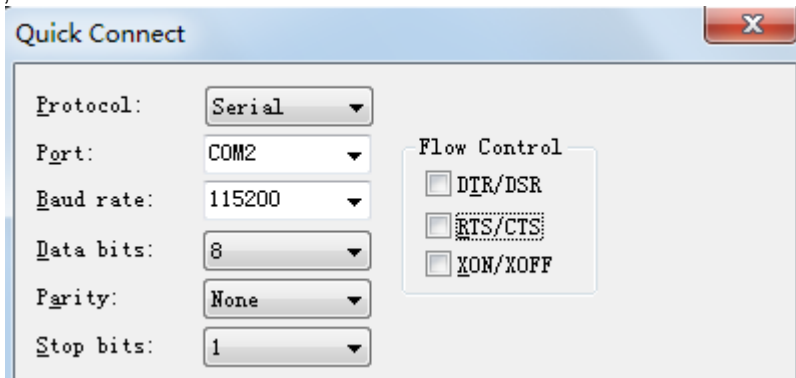 Quick Connect
Protocol: Serial
Port: COM2
Baud rate: 115200
Data bits: 8
Parity: None
Stop bits: 1
Flow Control
DTR/DSR
RTS/CTS
XON/XOFF